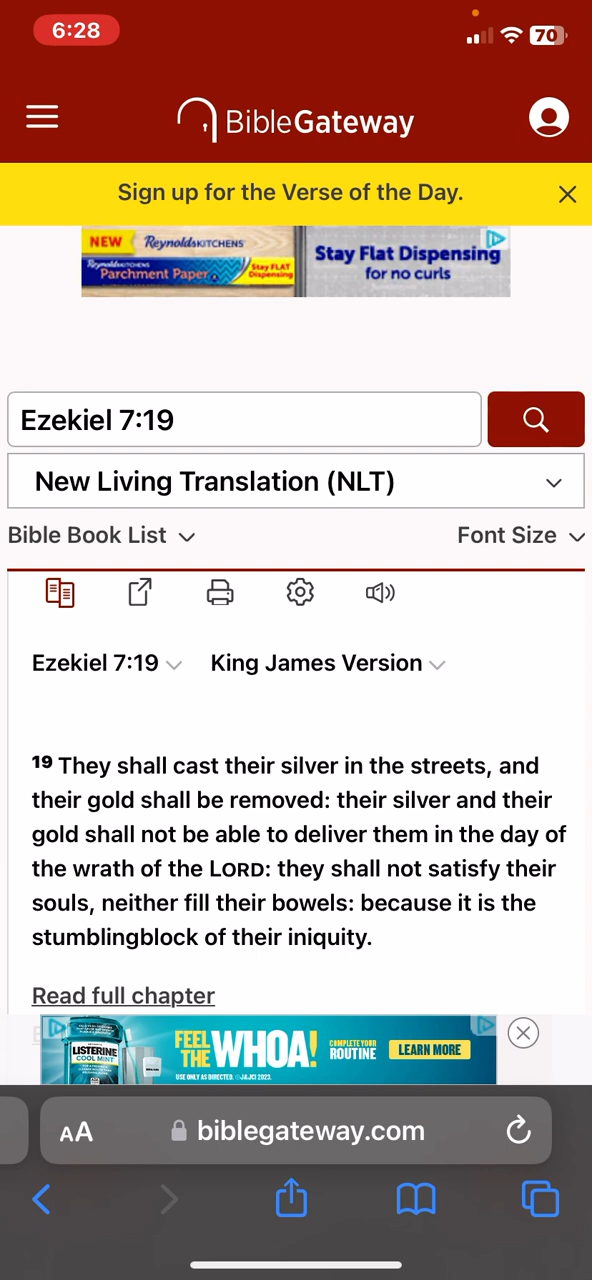 6:28
70
BibleGateway
Sign up for the Verse of the Day.
NEW Reynolds KITCHENS
Reynolds KITCHENS
Parchment Paper
Stay FLAT
Dispensing
Stay Flat Dispensing
for no curls
Ezekiel 7:19
New Living Translation (NLT)
Bible Book List
Font Size
Ezekiel 7:19
King James Version
19 They shall cast their silver in the streets, and
their gold shall be removed: their silver and their
gold shall not be able to deliver them in the day of
the wrath of the LORD: they shall not satisfy their
souls, neither fill their bowels: because it is the
stumblingblock of their iniquity.
Read full chapter
LISTERINE
COOL MINT
FEEL
THE WHOA!
COMPLETE YOUR
ROUTINE
LEARN MORE
USE ONLY AS DIRECTED. © J&JCI 2023.
AA
biblegateway.com